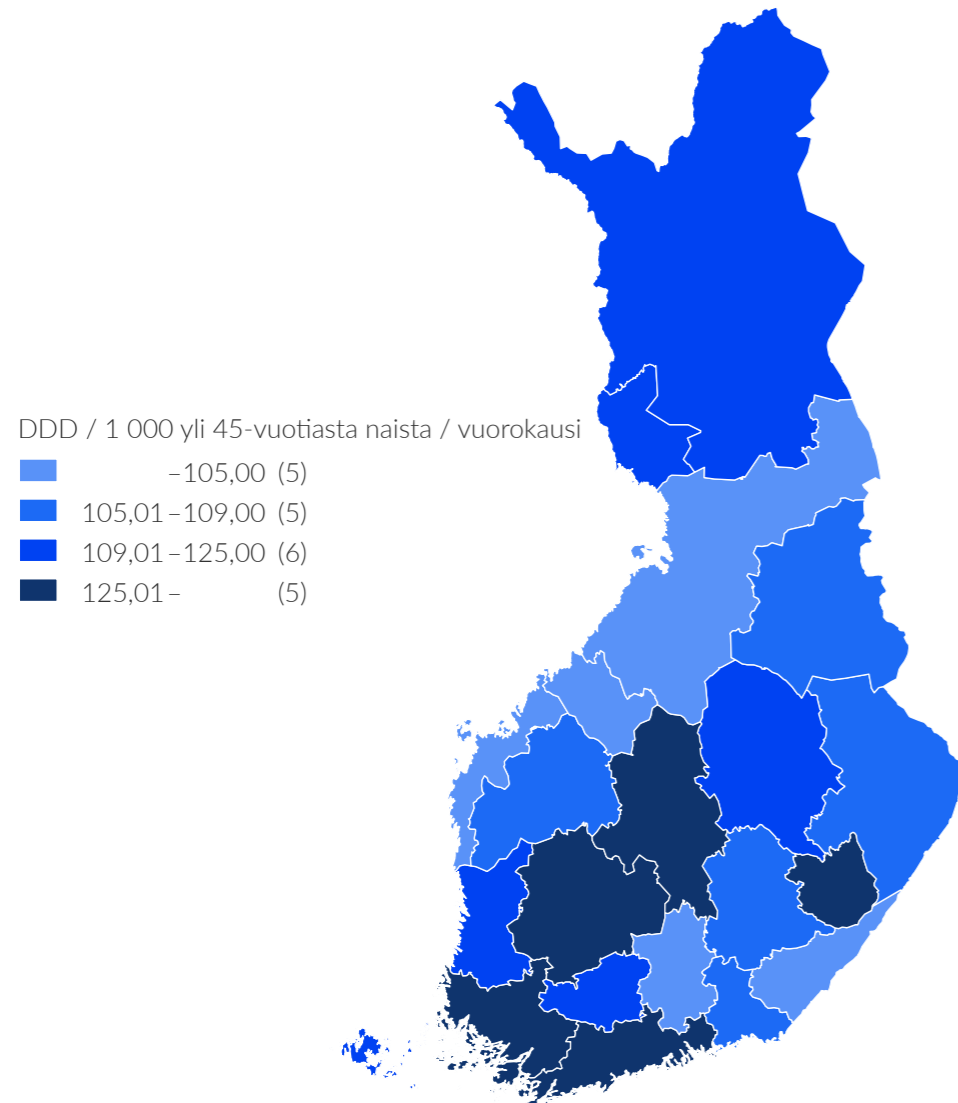 DDD / 1 000 yli 45-vuotiasta naista / vuorokausi
–105,00 (5)
105,01–109,00 (5)
109,01–125,00 (6)
125,01– (5)